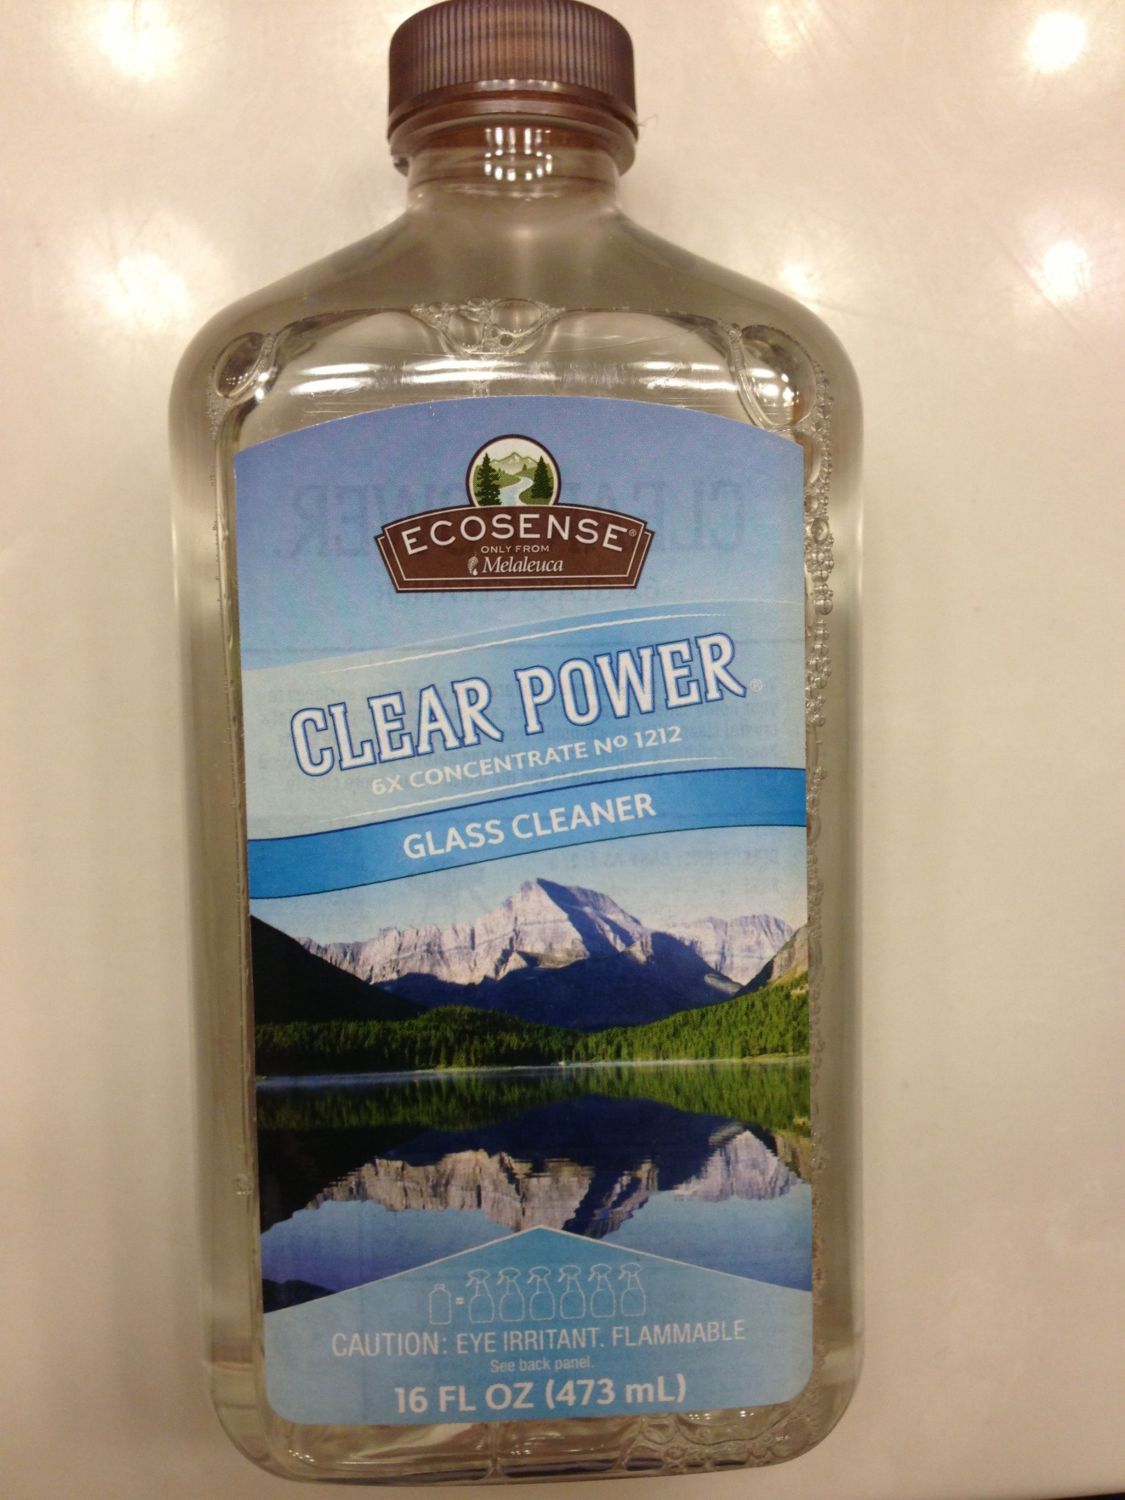 ECOSENSE®
ONLY FROM
Melaleuca
CLEAR POWER®
6X CONCENTRATE Nº 1212
GLASS CLEANER
CAUTION: EYE IRRITANT. FLAMMABLE
See back panel.
16 FL OZ (473 mL)